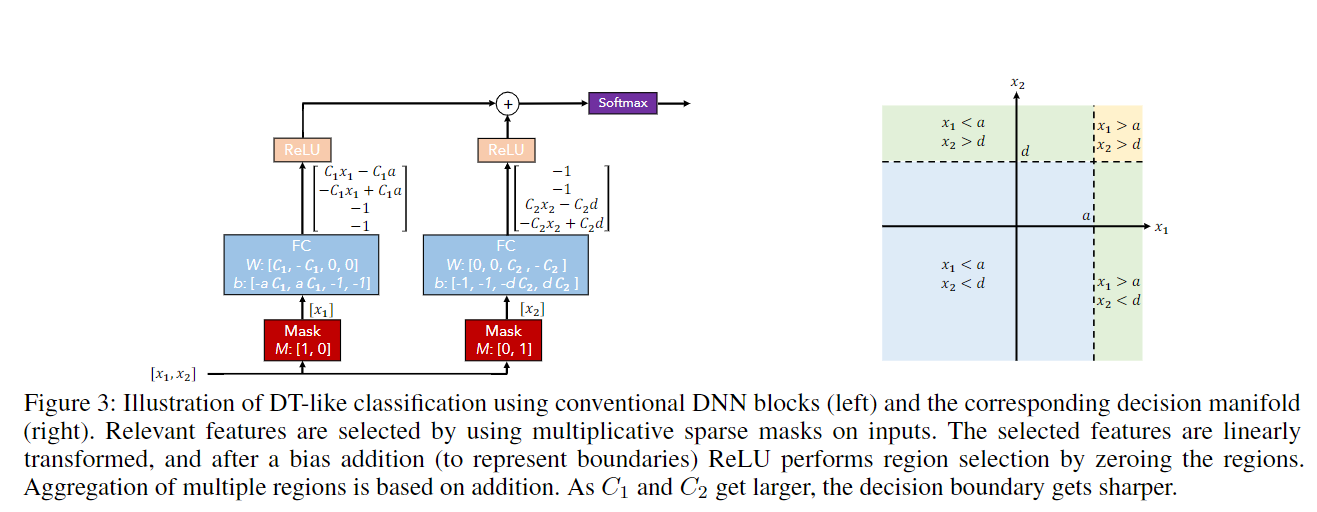 Softmax
+
ReLU
ReLU
C₁x₁ − C₁a
−C₁x₁ + C₁a
−1
−1
−1
−1
C₂x₂ − C₂d
−C₂x₂ + C₂d
FC
W: [C₁, - C₁, 0, 0]
b: [-a C₁, a C₁, -1, -1]
FC
W: [0, 0, C₂ , - C₂ ]
b: [-1, -1, -d C₂, d C₂ ]
[x₁]
[x₂]
Mask
M: [1, 0]
Mask
M: [0, 1]
[x₁, x₂]
x₂
x₁ < a
x₂ > d
d
x₁ > a
x₂ > d
a
x₁
x₁ < a
x₂ < d
x₁ > a
x₂ < d
Figure 3: Illustration of DT-like classification using conventional DNN blocks (left) and the corresponding decision manifold
(right). Relevant features are selected by using multiplicative sparse masks on inputs. The selected features are linearly
transformed, and after a bias addition (to represent boundaries) ReLU performs region selection by zeroing the regions.
Aggregation of multiple regions is based on addition. As C₁ and C₂ get larger, the decision boundary gets sharper.